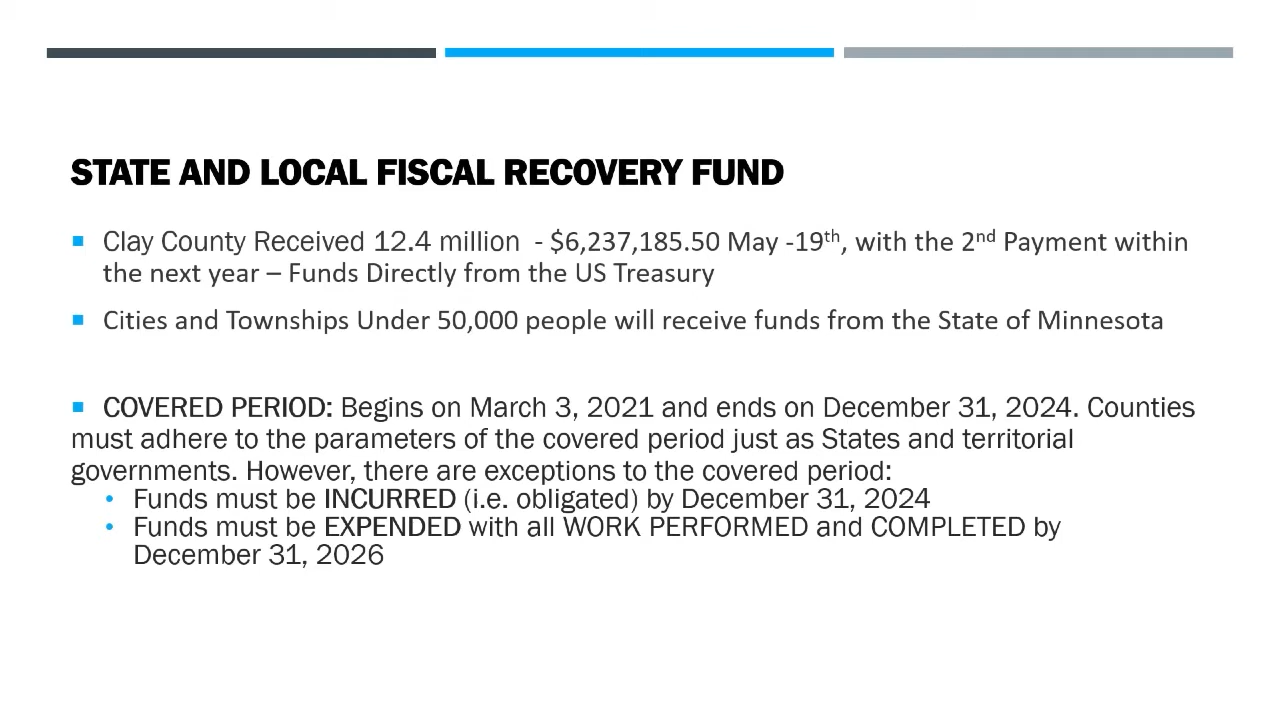 STATE AND LOCAL FISCAL RECOVERY FUND
▪ Clay County Received 12.4 million  - $6,237,185.50 May -19th, with the 2nd Payment within
the next year – Funds Directly from the US Treasury
▪ Cities and Townships Under 50,000 people will receive funds from the State of Minnesota
▪ COVERED PERIOD: Begins on March 3, 2021 and ends on December 31, 2024. Counties
must adhere to the parameters of the covered period just as States and territorial
governments. However, there are exceptions to the covered period:
• Funds must be INCURRED (i.e. obligated) by December 31, 2024
• Funds must be EXPENDED with all WORK PERFORMED and COMPLETED by
December 31, 2026